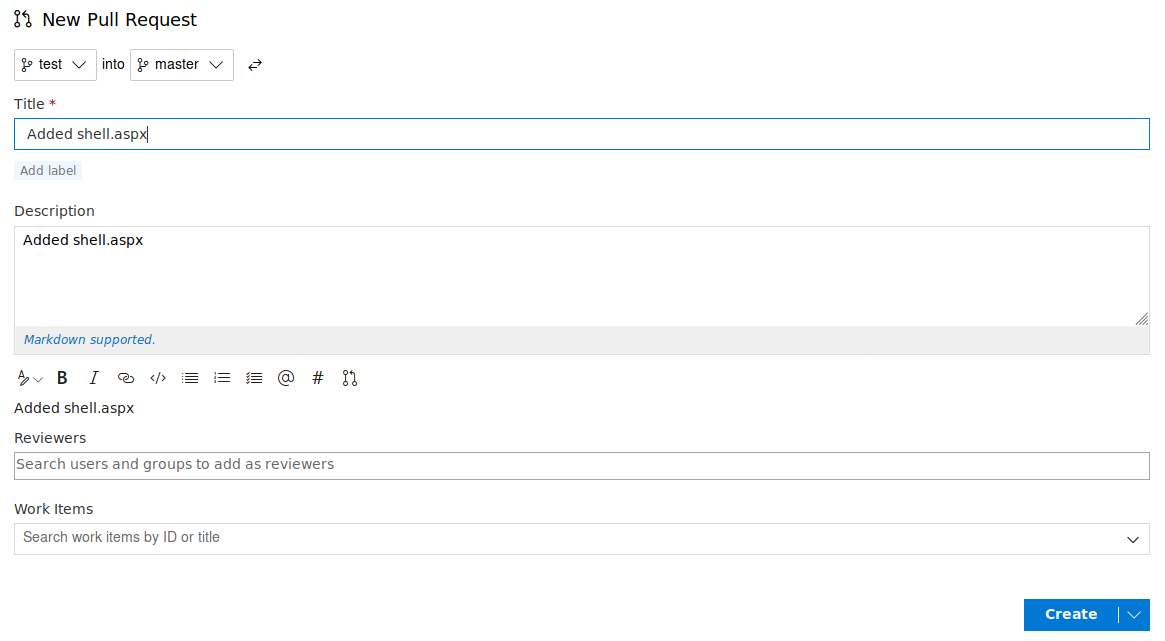 New Pull Request
test into master
Title *
Added shell.aspx
Add label
Description
Added shell.aspx
Markdown supported.
B I </> @ #
Added shell.aspx
Reviewers
Search users and groups to add as reviewers
Work Items
Search work items by ID or title
Create